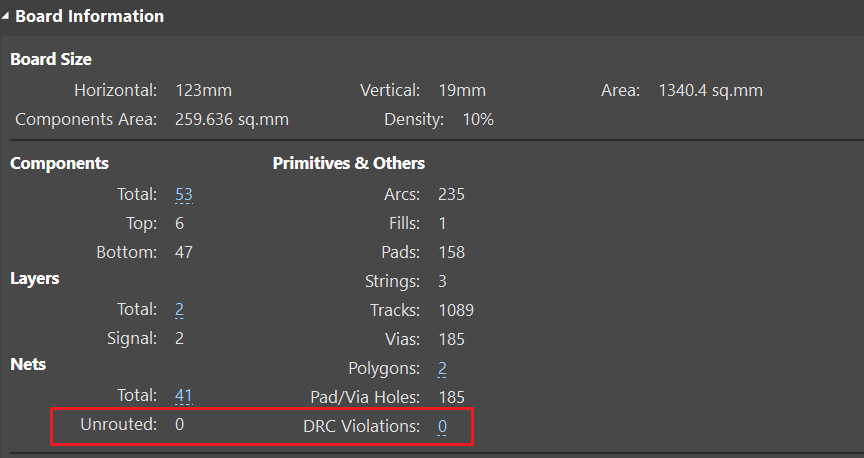 Board Information
Board Size
Horizontal: 123mm Vertical: 19mm Area: 1340.4 sq.mm
Components Area: 259.636 sq.mm Density: 10%
Components Primitives & Others
Total: 53 Arcs: 235
Top: 6 Fills: 1
Bottom: 47 Pads: 158
Layers Strings: 3
Total: 2 Tracks: 1089
Signal: 2 Vias: 185
Nets Polygons: 2
Total: 41 Pad/Via Holes: 185
Unrouted: 0 DRC Violations: 0